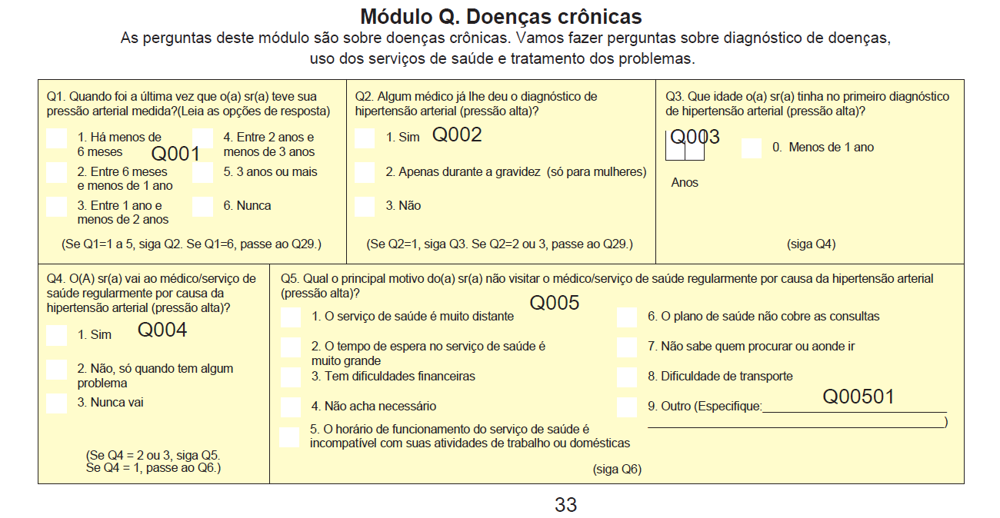 Módulo Q. Doenças crônicas
As perguntas deste módulo são sobre doenças crônicas. Vamos fazer perguntas sobre diagnóstico de doenças,
uso dos serviços de saúde e tratamento dos problemas.
Q1. Quando foi a última vez que o(a) sr(a) teve sua
pressão arterial medida?(Leia as opções de resposta)
1. Há menos de
6 meses
Q001
2. Entre 6 meses
e menos de 1 ano
3. Entre 1 ano e
menos de 2 anos
4. Entre 2 anos e
menos de 3 anos
5. 3 anos ou mais
6. Nunca
(Se Q1=1 a 5, siga Q2. Se Q1=6, passe ao Q29.)
Q2. Algum médico já lhe deu o diagnóstico de
hipertensão arterial (pressão alta)?
1. Sim
Q002
2. Apenas durante a gravidez (só para mulheres)
3. Não
(Se Q2=1, siga Q3. Se Q2=2 ou 3, passe ao Q29.)
Q3. Que idade o(a) sr(a) tinha no primeiro diagnóstico
de hipertensão arterial (pressão alta)?
Q003
0. Menos de 1 ano
Anos
(siga Q4)
Q4. O(A) sr(a) vai ao médico/serviço de
saúde regularmente por causa da
hipertensão arterial (pressão alta)?
1. Sim
Q004
2. Não, só quando tem algum
problema
3. Nunca vai
(Se Q4 = 2 ou 3, siga Q5.
Se Q4 = 1, passe ao Q6.)
Q5. Qual o principal motivo do(a) sr(a) não visitar o médico/serviço de saúde regularmente por causa da hipertensão arterial
(pressão alta)?
Q005
1. O serviço de saúde é muito distante
2. O tempo de espera no serviço de saúde é
muito grande
3. Tem dificuldades financeiras
4. Não acha necessário
5. O horário de funcionamento do serviço de saúde é
incompatível com suas atividades de trabalho ou domésticas
6. O plano de saúde não cobre as consultas
7. Não sabe quem procurar ou aonde ir
8. Dificuldade de transporte
Q00501
9. Outro (Especifique:___________________________
___________________________________________)
(siga Q6)
33